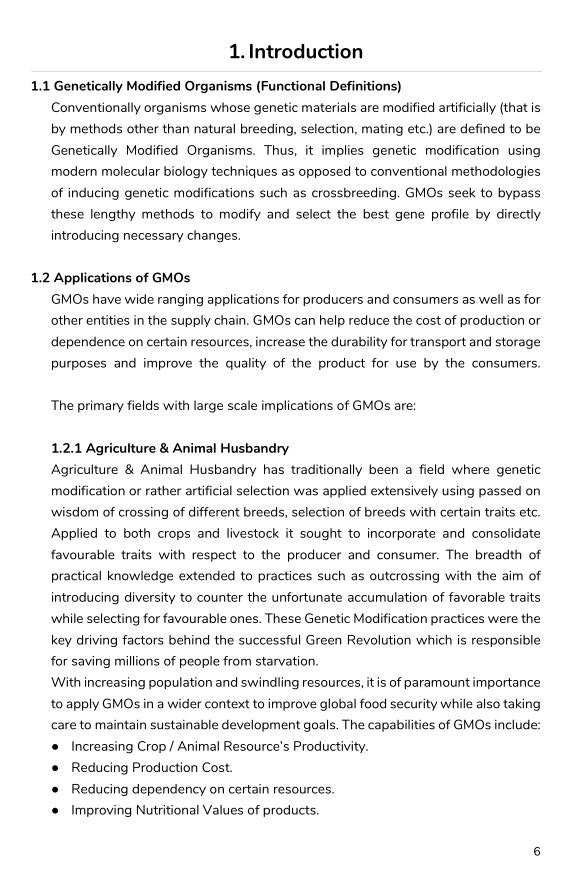 1. Introduction
1.1 Genetically Modified Organisms (Functional Definitions)
Conventionally organisms whose genetic materials are modified artificially (that is
by methods other than natural breeding, selection, mating etc.) are defined to be
Genetically Modified Organisms. Thus, it implies genetic modification using
modern molecular biology techniques as opposed to conventional methodologies
of inducing genetic modifications such as crossbreeding. GMOs seek to bypass
these lengthy methods to modify and select the best gene profile by directly
introducing necessary changes.
1.2 Applications of GMOs
GMOs have wide ranging applications for producers and consumers as well as for
other entities in the supply chain. GMOs can help reduce the cost of production or
dependence on certain resources, increase the durability for transport and storage
purposes and improve the quality of the product for use by the consumers.
The primary fields with large scale implications of GMOs are:
1.2.1 Agriculture & Animal Husbandry
Agriculture & Animal Husbandry has traditionally been a field where genetic
modification or rather artificial selection was applied extensively using passed on
wisdom of crossing of different breeds, selection of breeds with certain traits etc.
Applied to both crops and livestock it sought to incorporate and consolidate
favourable traits with respect to the producer and consumer. The breadth of
practical knowledge extended to practices such as outcrossing with the aim of
introducing diversity to counter the unfortunate accumulation of favorable traits
while selecting for favourable ones. These Genetic Modification practices were the
key driving factors behind the successful Green Revolution which is responsible
for saving millions of people from starvation.
With increasing population and swindling resources, it is of paramount importance
to apply GMOs in a wider context to improve global food security while also taking
care to maintain sustainable development goals. The capabilities of GMOs include:
● Increasing Crop / Animal Resource's Productivity.
● Reducing Production Cost.
● Reducing dependency on certain resources.
● Improving Nutritional Values of products.
6